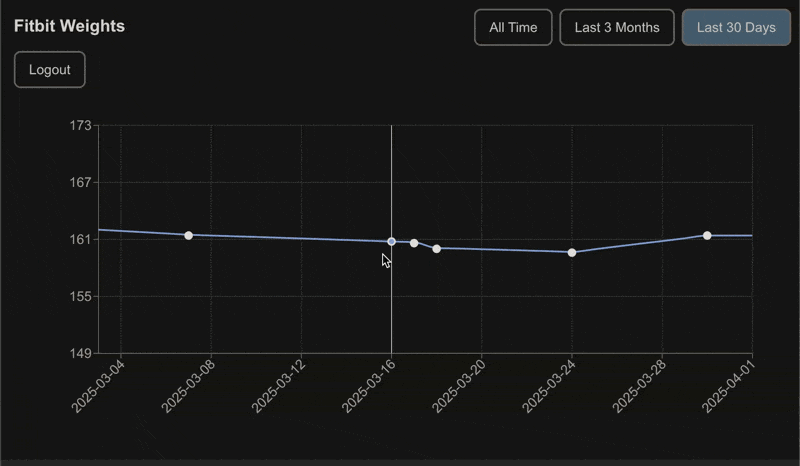 Fitbit Weights
All Time
Last 3 Months
Last 30 Days
Logout
173
167
161
155
149
2025-03-04
2025-03-08
2025-03-12
2025-03-16
2025-03-20
2025-03-24
2025-03-28
2025-04-01